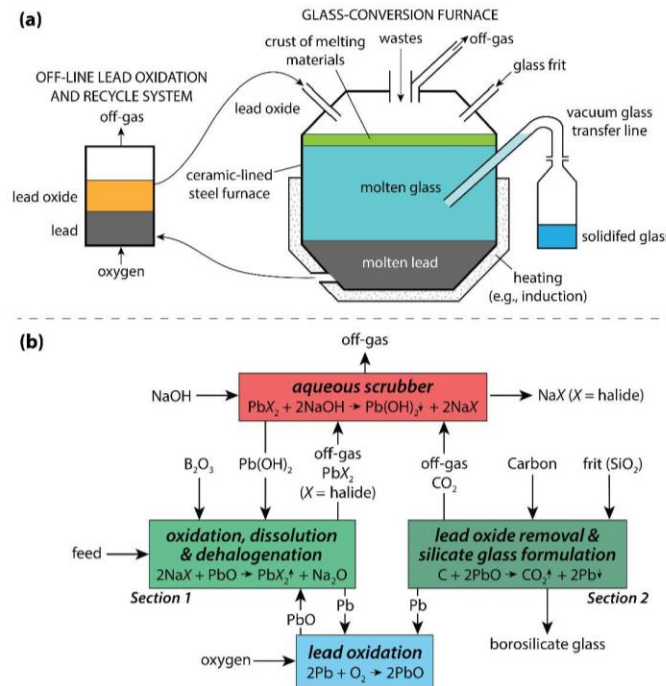 (a)
GLASS-CONVERSION FURNACE
crust of melting
materials
wastes
off-gas
glass frit
OFF-LINE LEAD OXIDATION
AND RECYCLE SYSTEM
off-gas
lead oxide
vacuum glass
transfer line
ceramic-lined
steel furnace
molten glass
lead oxide
lead
oxygen
molten lead
solidifed glass
heating
(e.g., induction)
(b)
off-gas
NaOH
aqueous scrubber
PbX₂ + 2NaOH → Pb(OH)₂↓ + 2NaX
NaX (X = halide)
B₂O₃
Pb(OH)₂
off-gas
PbX₂
(X = halide)
off-gas
CO₂
Carbon
frit (SiO₂)
feed
oxidation, dissolution
& dehalogenation
2NaX + PbO → PbX₂↑ + Na₂O
Section 1
lead oxide removal &
silicate glass formulation
C + 2PbO → CO₂↑ + 2Pb↓
Section 2
PbO
Pb
Pb
borosilicate glass
oxygen
lead oxidation
2Pb + O₂ → 2PbO